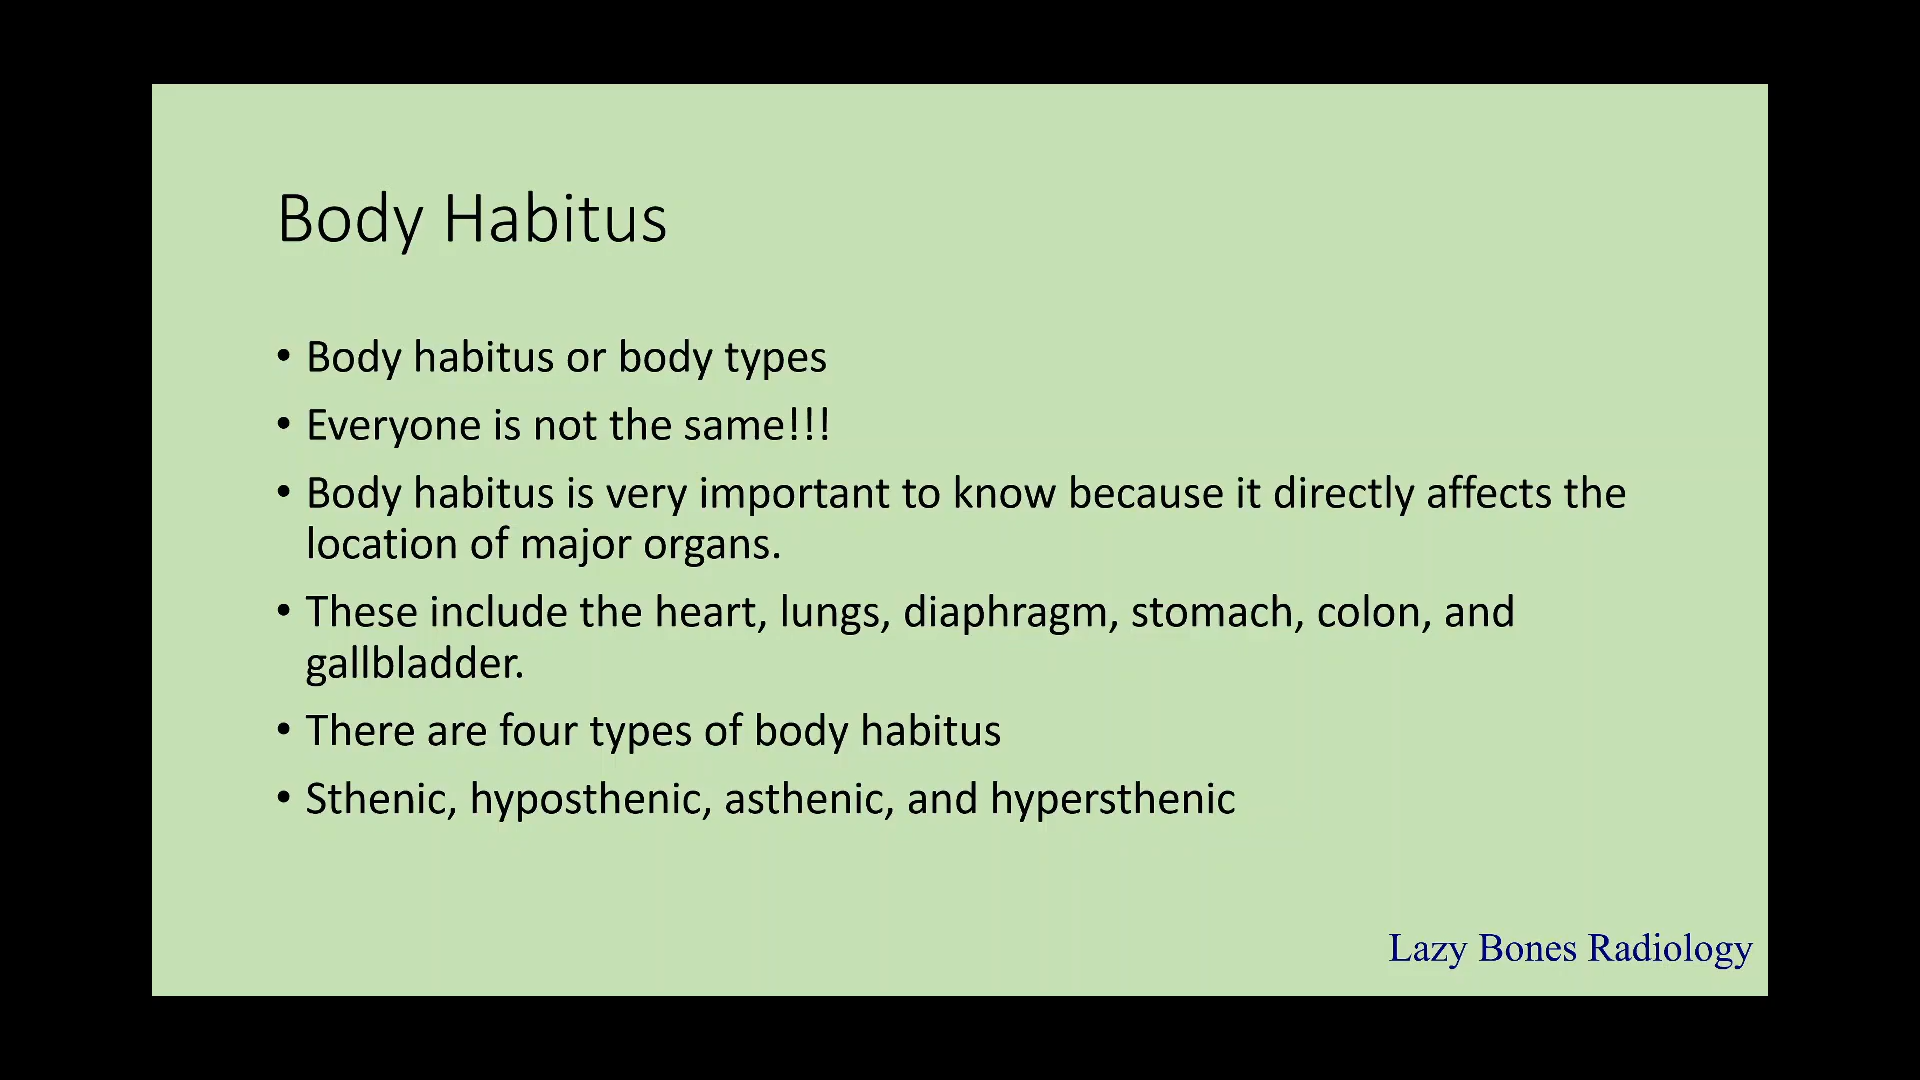 Body Habitus
• Body habitus or body types
• Everyone is not the same!!!
• Body habitus is very important to know because it directly affects the
location of major organs.
• These include the heart, lungs, diaphragm, stomach, colon, and
gallbladder.
• There are four types of body habitus
• Sthenic, hyposthenic, asthenic, and hypersthenic
Lazy Bones Radiology